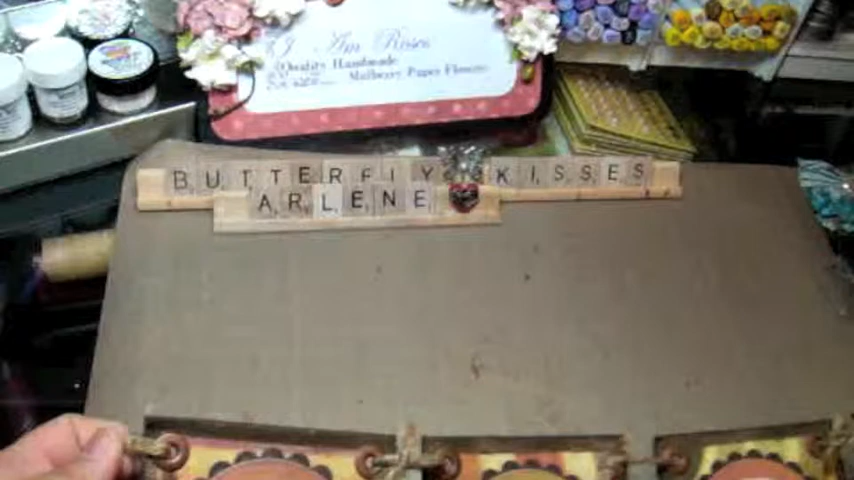 I Am Roses
Quality Handmade
Mulberry Paper Flowers
BUTTERFLY KISSES
ARLENE